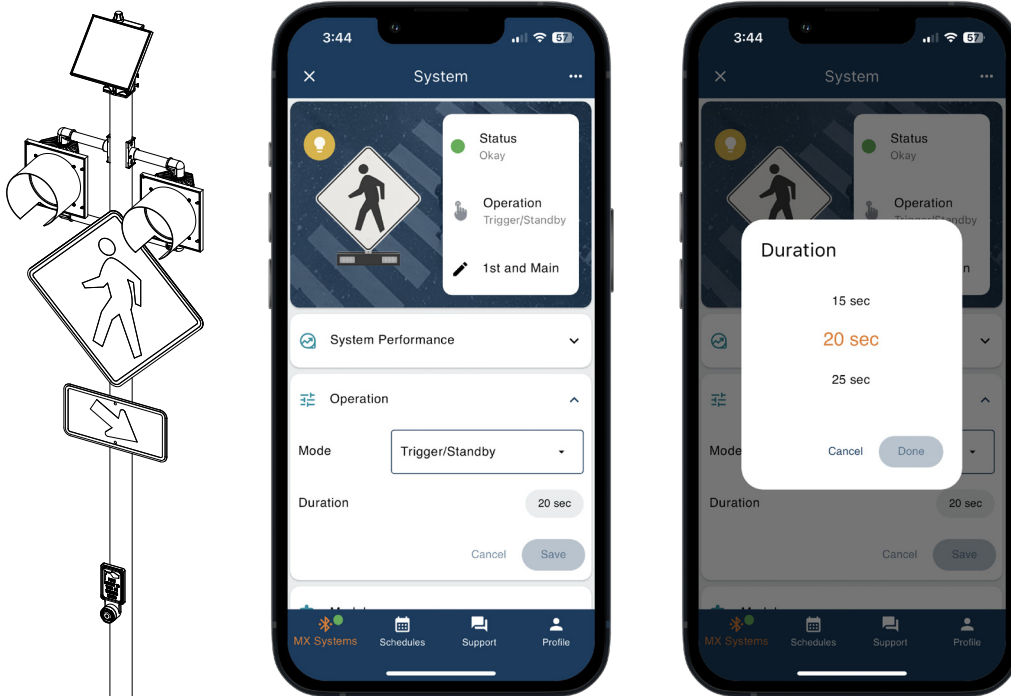 3:44
57
System
Status
Okay
Operation
Trigger/Standby
1st and Main
System Performance
Operation
Mode
Trigger/Standby
Duration
20 sec
Cancel
Save
MX Systems
Schedules
Support
Profile
3:44
57
System
Status
Okay
Operation
Trigger/Standby
Duration
15 sec
20 sec
25 sec
Cancel
Done
Mode
Duration
20 sec
Cancel
Save
MX Systems
Schedules
Support
Profile